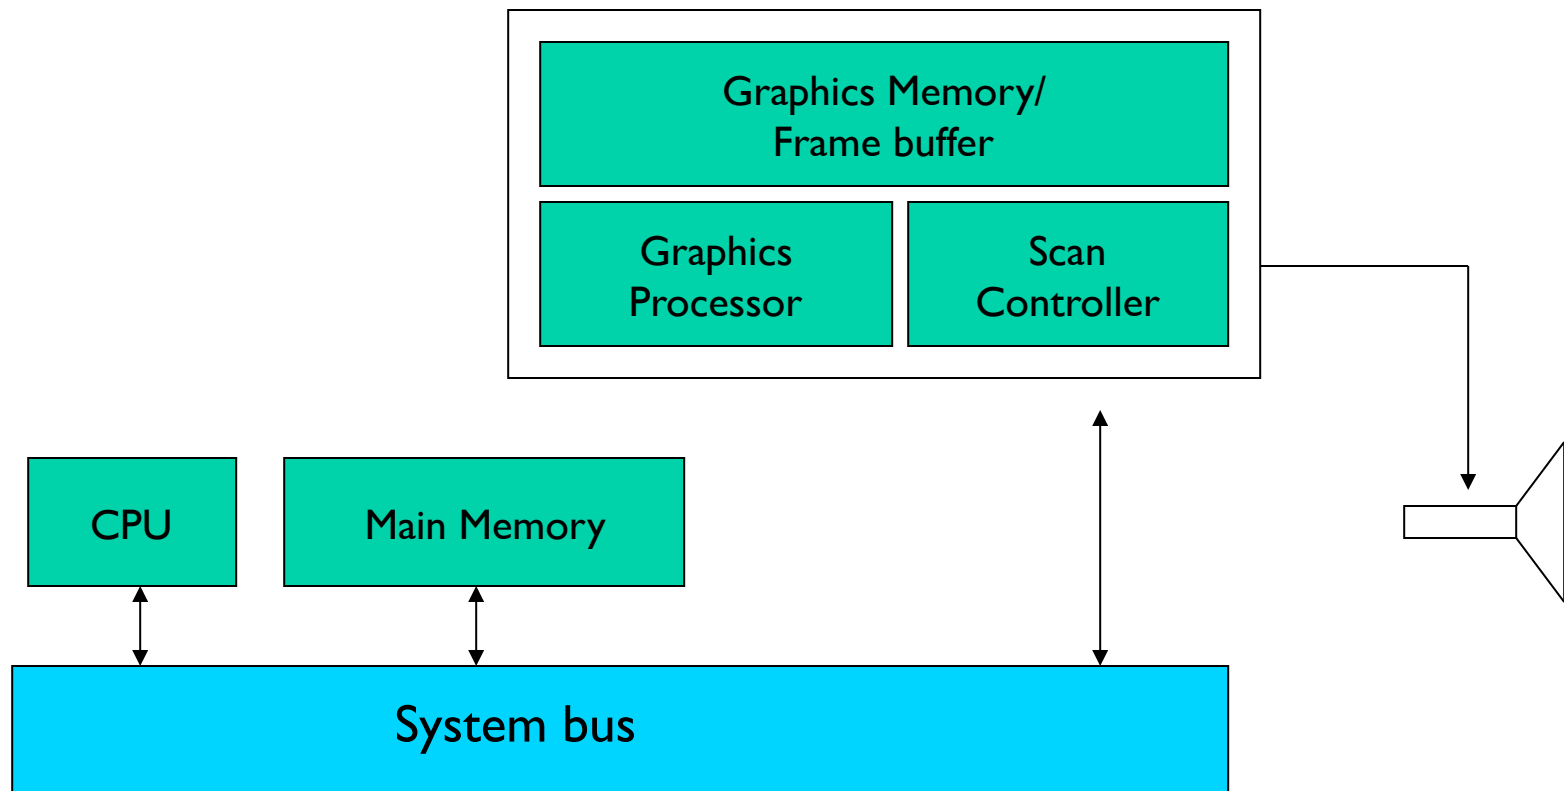 Graphics Memory/
Frame buffer
Graphics
Processor
Scan
Controller
CPU
Main Memory
System bus